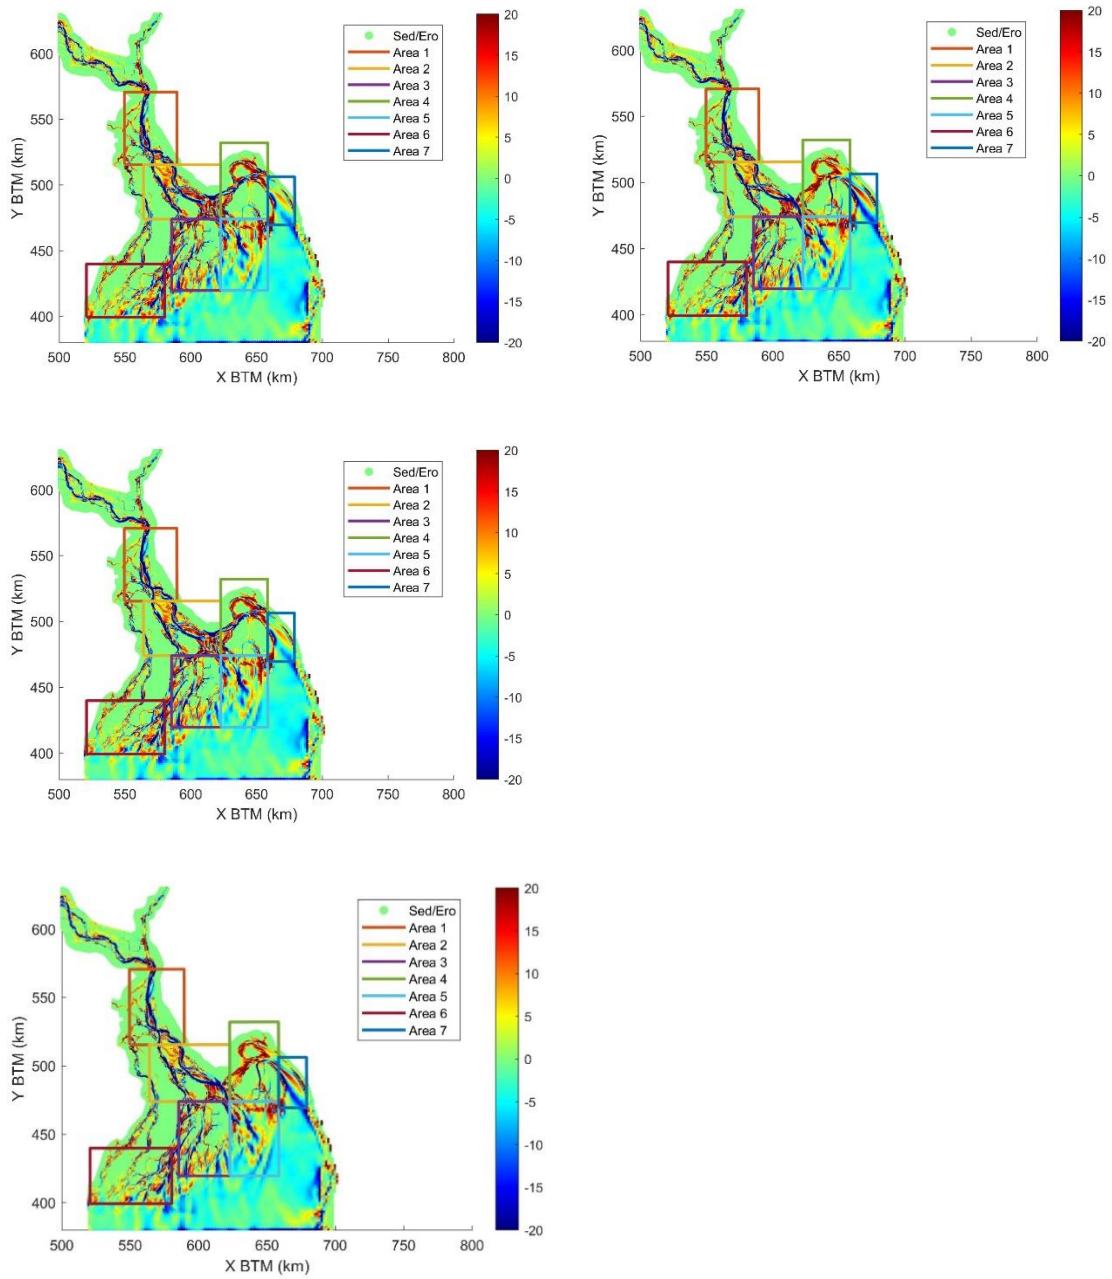 600
550
500
450
400
Y BTM (km)
500
550
600
650
700
750
800
X BTM (km)
Sed/Ero
Area 1
Area 2
Area 3
Area 4
Area 5
Area 6
Area 7
20
15
10
5
0
-5
-10
-15
-20
600
550
500
450
400
Y BTM (km)
500
550
600
650
700
750
800
X BTM (km)
Sed/Ero
Area 1
Area 2
Area 3
Area 4
Area 5
Area 6
Area 7
20
15
10
5
0
-5
-10
-15
-20
600
550
500
450
400
Y BTM (km)
500
550
600
650
700
750
800
X BTM (km)
Sed/Ero
Area 1
Area 2
Area 3
Area 4
Area 5
Area 6
Area 7
20
15
10
5
0
-5
-10
-15
-20
600
550
500
450
400
Y BTM (km)
500
550
600
650
700
750
800
X BTM (km)
Sed/Ero
Area 1
Area 2
Area 3
Area 4
Area 5
Area 6
Area 7
20
15
10
5
0
-5
-10
-15
-20